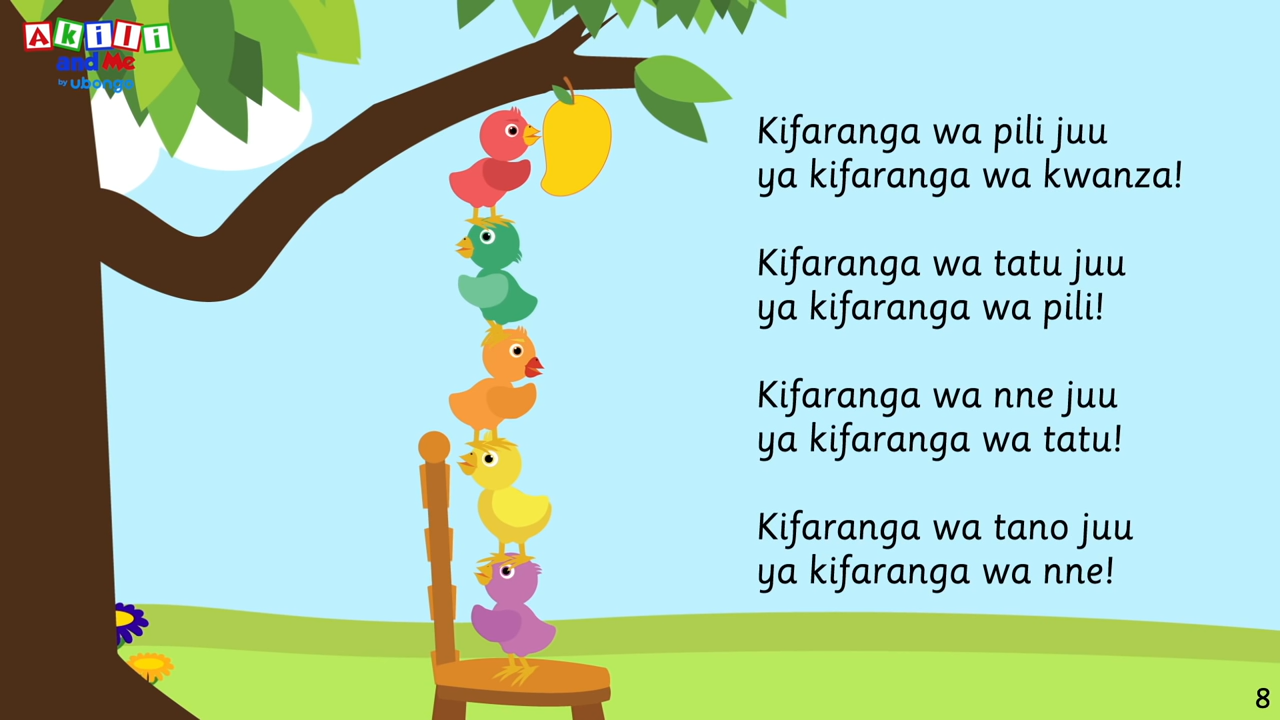 Akili
and Me
by ubongo
Kifaranga wa pili juu
ya kifaranga wa kwanza!
Kifaranga wa tatu juu
ya kifaranga wa pili!
Kifaranga wa nne juu
ya kifaranga wa tatu!
Kifaranga wa tano juu
ya kifaranga wa nne!
8